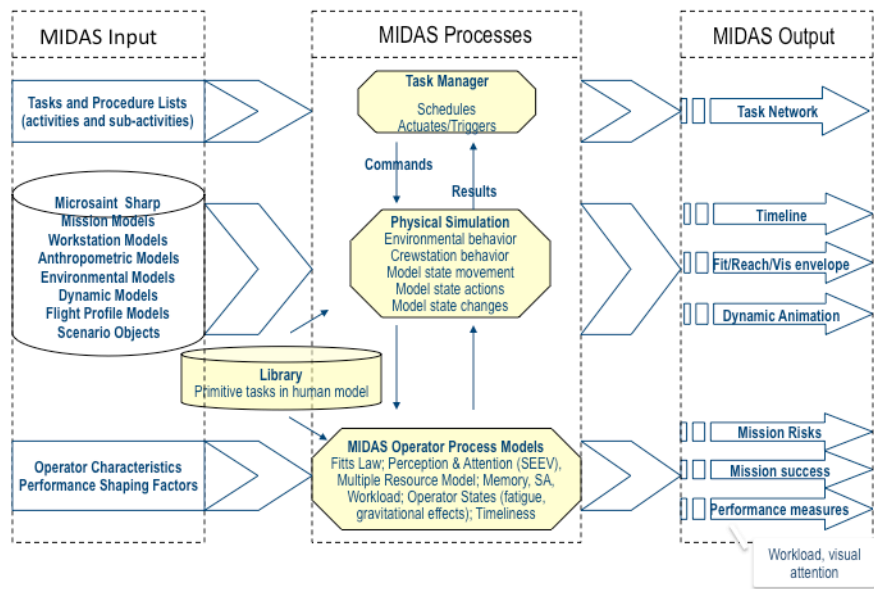 MIDAS Input
MIDAS Processes
MIDAS Output
Tasks and Procedure Lists
(activities and sub-activities)
Task Manager
Schedules
Actuates/Triggers
Task Network
Commands
Results
Microsaint Sharp
Mission Models
Workstation Models
Anthropometric Models
Environmental Models
Dynamic Models
Flight Profile Models
Scenario Objects
Physical Simulation
Environmental behavior
Crewstation behavior
Model state movement
Model state actions
Model state changes
Timeline
Fit/Reach/Vis envelope
Dynamic Animation
Library
Primitive tasks in human model
Operator Characteristics
Performance Shaping Factors
MIDAS Operator Process Models
Fitts Law; Perception & Attention (SEEV),
Multiple Resource Model; Memory, SA,
Workload; Operator States (fatigue,
gravitational effects); Timeliness
Mission Risks
Mission success
Performance measures
Workload, visual
attention